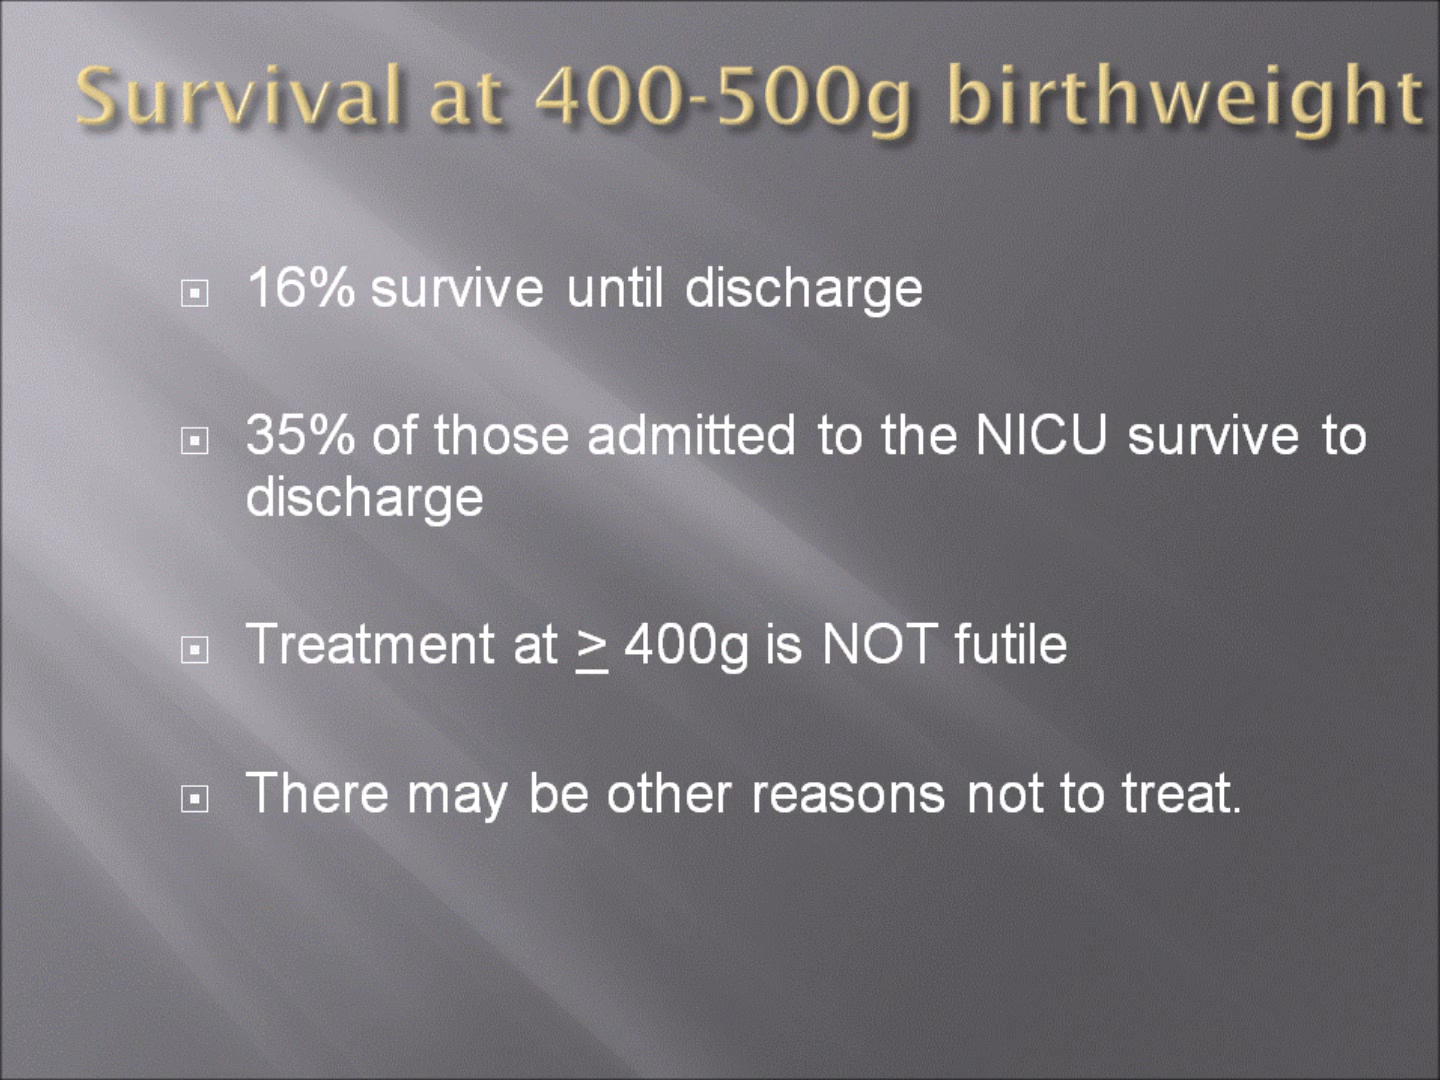 Survival at 400-500g birthweight
16% survive until discharge
35% of those admitted to the NICU survive to
discharge
Treatment at ≥ 400g is NOT futile
There may be other reasons not to treat.